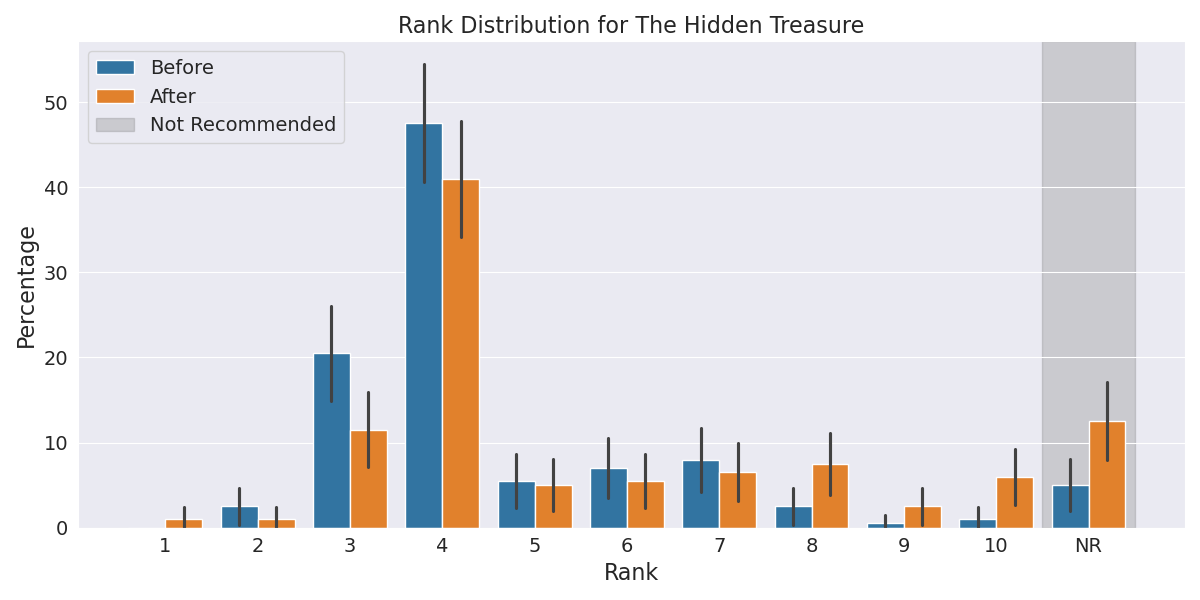 Rank Distribution for The Hidden Treasure
Before
After
Not Recommended
Percentage
50
40
30
20
10
0
1 2 3 4 5 6 7 8 9 10 NR
Rank